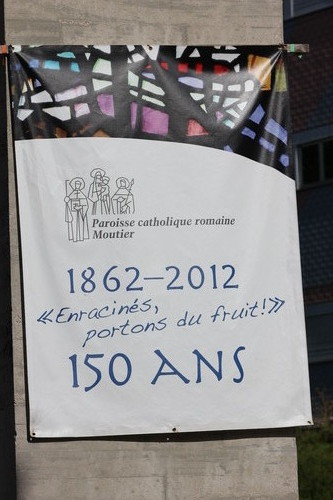 Paroisse catholique romaine
Moutier
1862–2012
«Enracinés,
portons du fruit!»
150 ANS